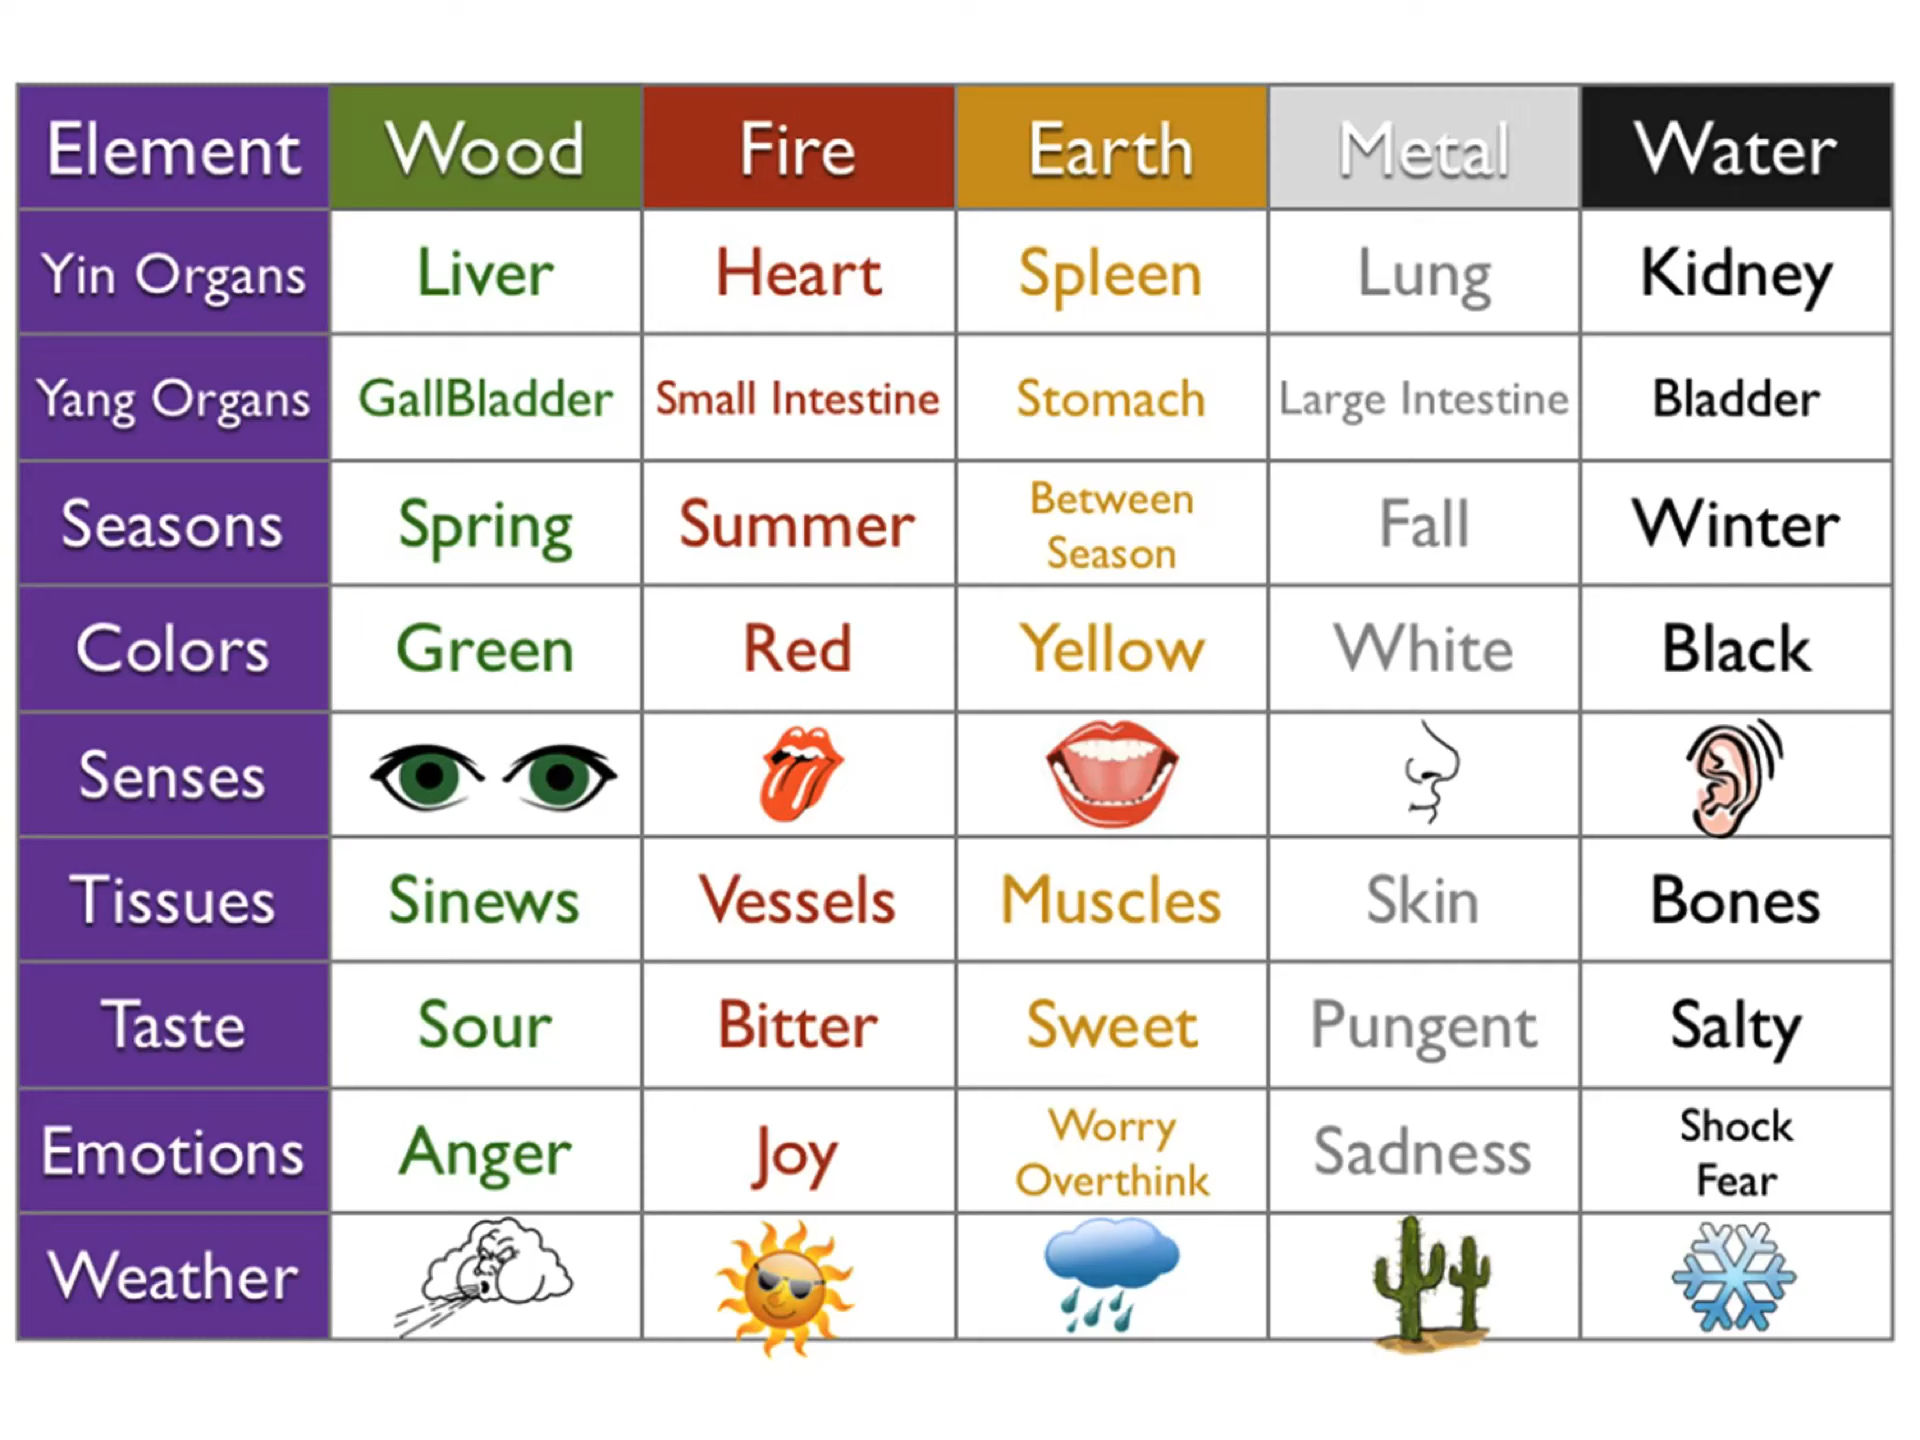 Element Wood Fire Earth Metal Water
Yin Organs Liver Heart Spleen Lung Kidney
Yang Organs GallBladder Small Intestine Stomach Large Intestine Bladder
Seasons Spring Summer Between Season Fall Winter
Colors Green Red Yellow White Black
Senses
Tissues Sinews Vessels Muscles Skin Bones
Taste Sour Bitter Sweet Pungent Salty
Emotions Anger Joy Worry Overthink Sadness Shock Fear
Weather